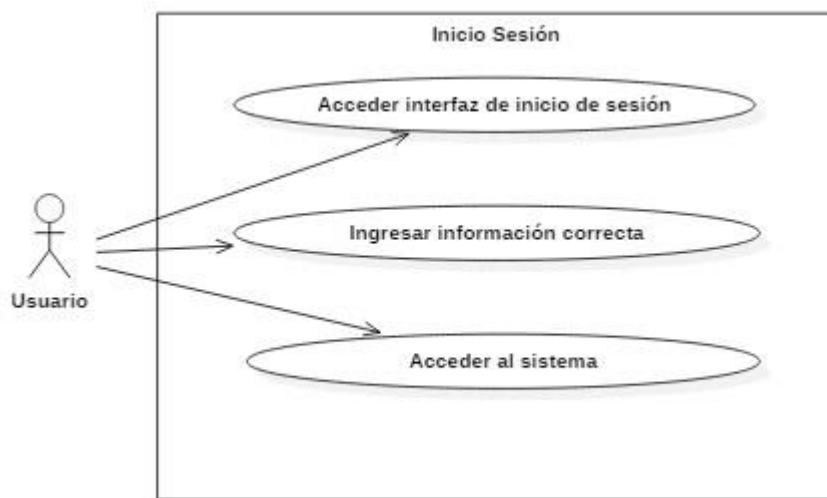 Inicio Sesión
Acceder interfaz de inicio de sesión
Ingresar información correcta
Usuario
Acceder al sistema